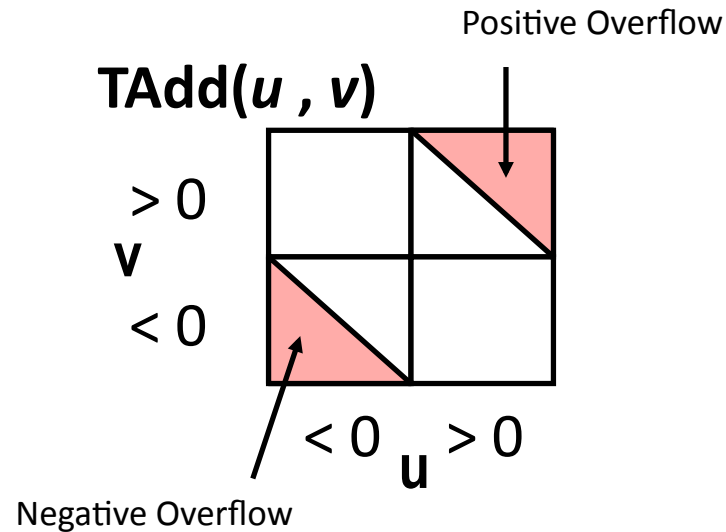 Positive Overflow
TAdd(u , v)
> 0
v
< 0
< 0 u > 0
Negative Overflow